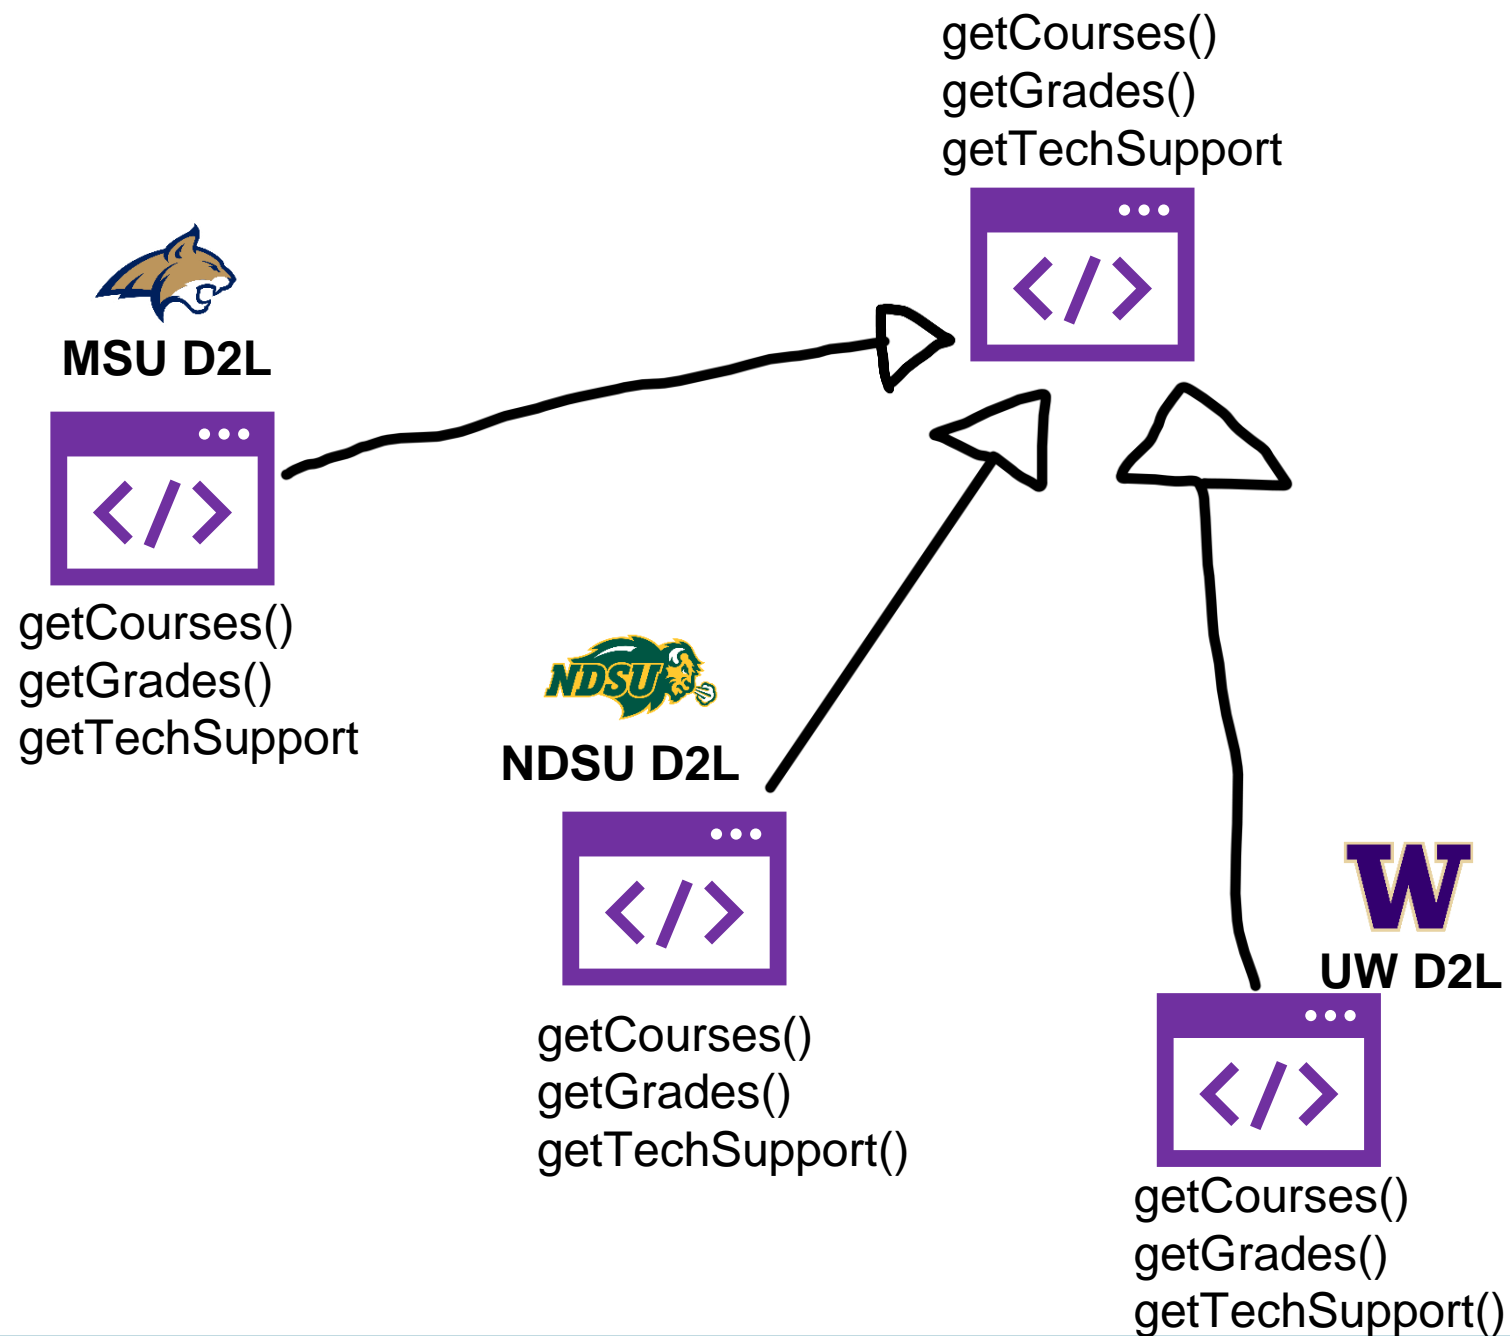 getCourses()
getGrades()
getTechSupport
</>
MSU D2L
</>
getCourses()
getGrades()
getTechSupport
NDSU
NDSU D2L
</>
getCourses()
getGrades()
getTechSupport()
W
UW D2L
</>
getCourses()
getGrades()
getTechSupport()